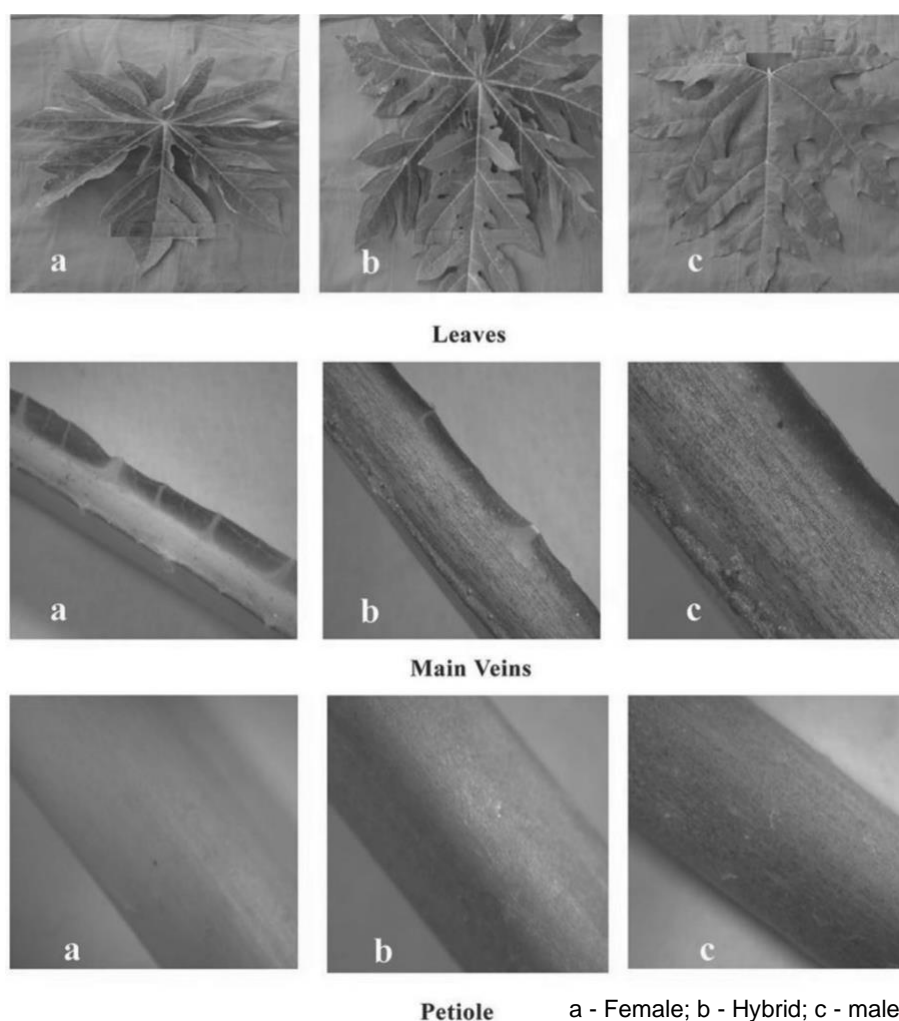 a b c
Leaves
a b c
Main Veins
a b c
Petiole a - Female; b - Hybrid; c - male